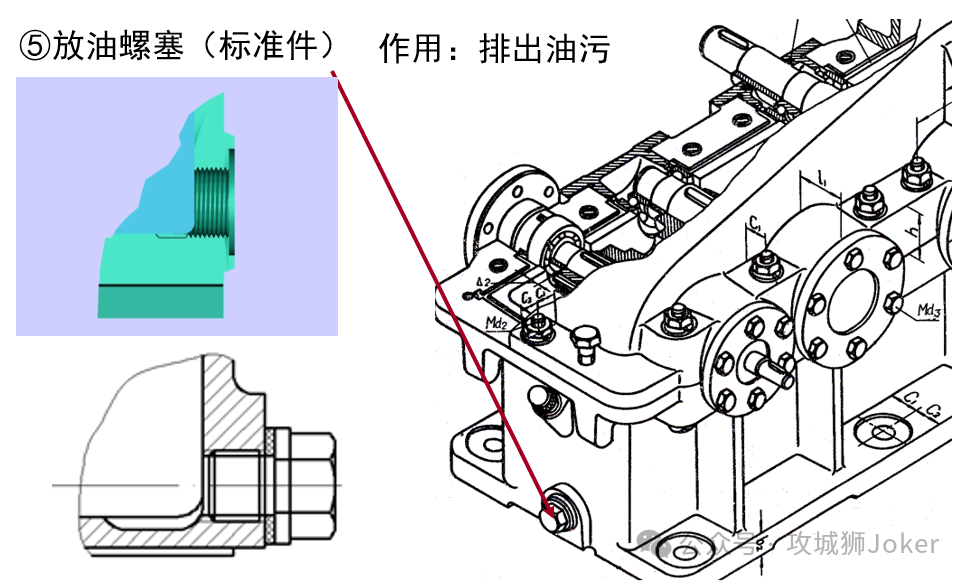 ⑤放油螺塞（标准件） 作用：排出油污
l₁
C₁
h
Δ2
C₂ C₁
Md₂
Md₃
C₁ C₂
公众号 · 攻城狮Joker